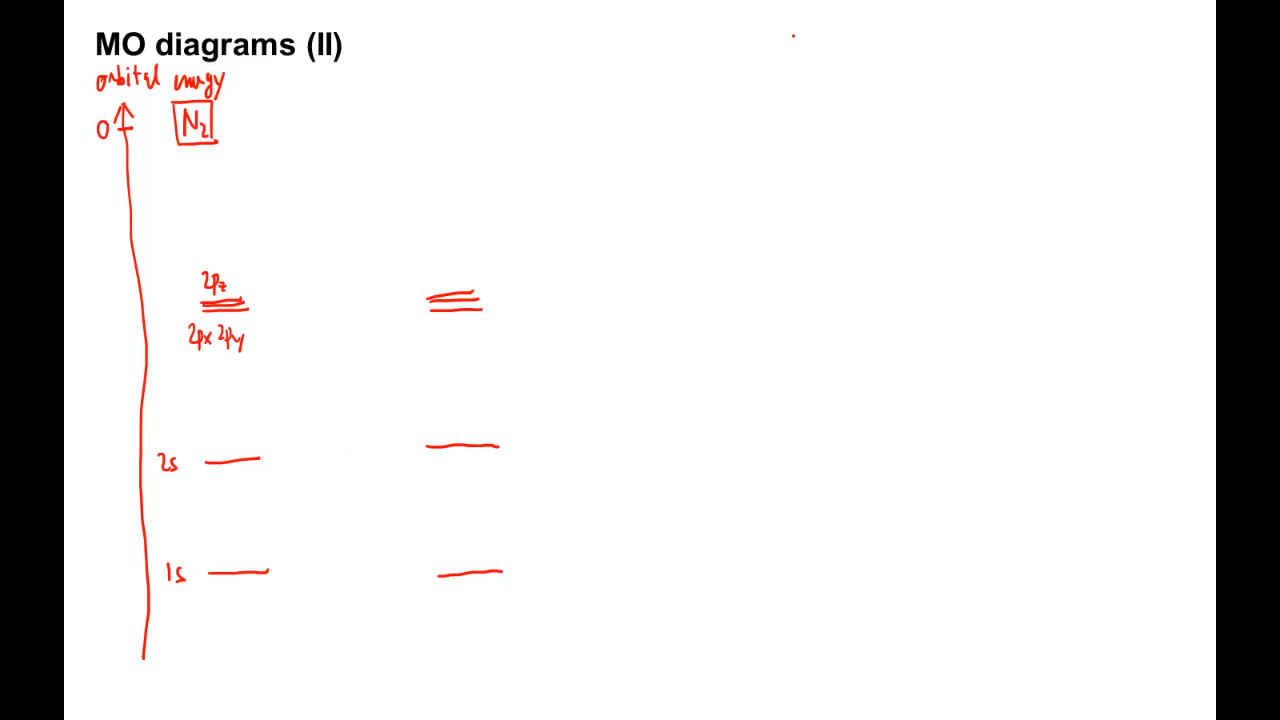 MO diagrams (II)
orbital energy
0
N₂
2pz
2px 2py
2s
1s